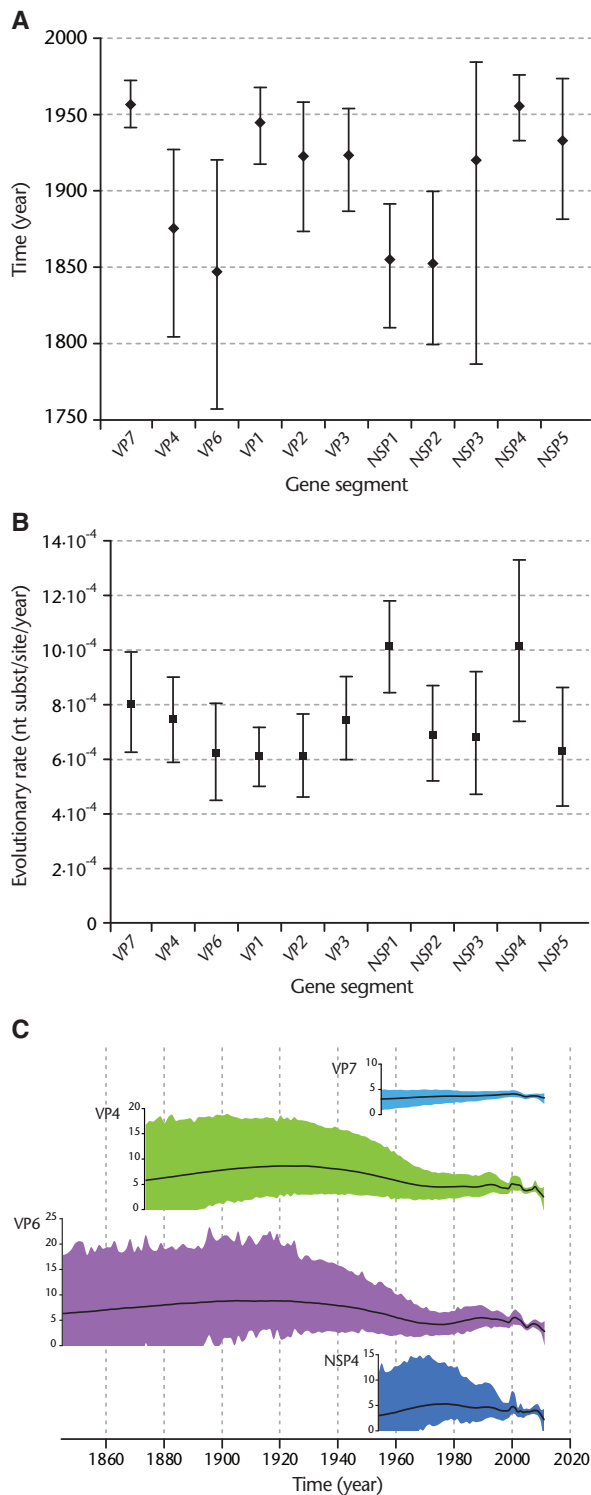 A
2000
1950
1900
1850
1800
1750
Time (year)
VP7 VP4 VP6 VP1 VP2 VP3 NSP1 NSP2 NSP3 NSP4 NSP5
Gene segment
B
14·10⁻⁴
12·10⁻⁴
10·10⁻⁴
8·10⁻⁴
6·10⁻⁴
4·10⁻⁴
2·10⁻⁴
0
Evolutionary rate (nt subst/site/year)
VP7 VP4 VP6 VP1 VP2 VP3 NSP1 NSP2 NSP3 NSP4 NSP5
Gene segment
C
VP7
10
5
0
VP4
20
15
10
5
0
VP6
25
20
15
10
5
0
NSP4
15
10
5
0
1860 1880 1900 1920 1940 1960 1980 2000 2020
Time (year)